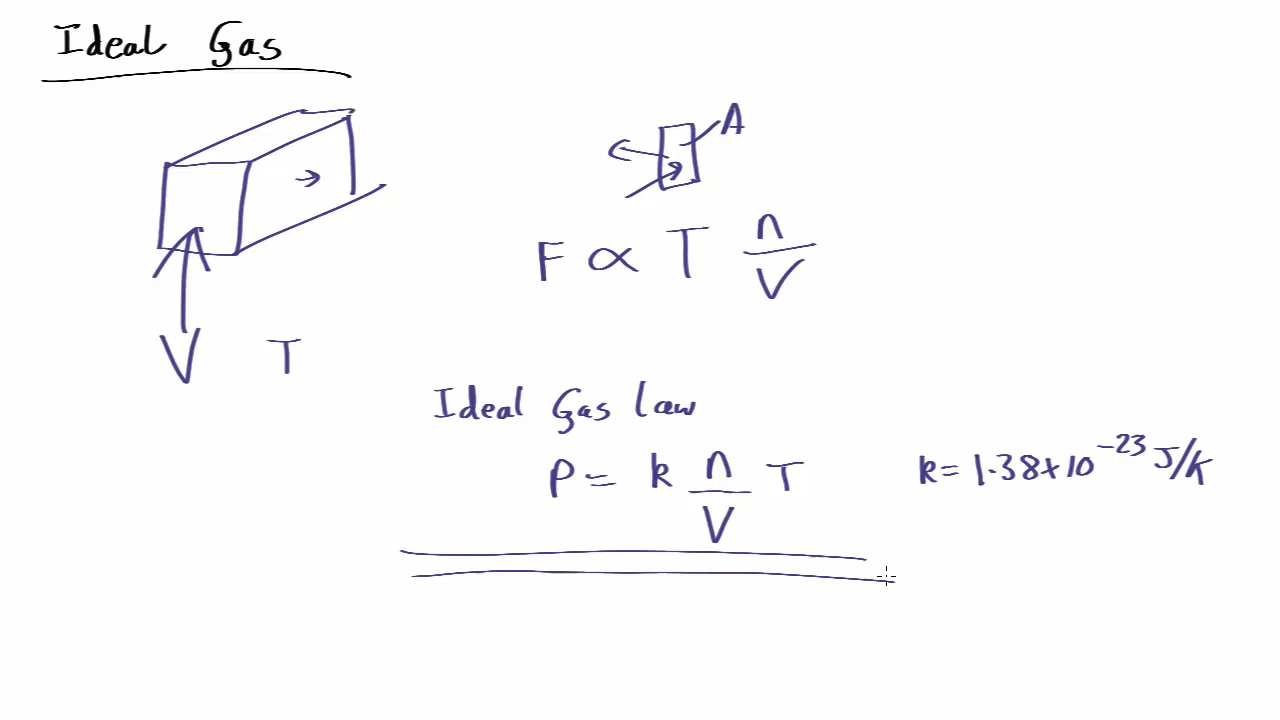 Ideal Gas
A
F ∝ T n/V
V T
Ideal Gas law
P = k n/V T
k = 1.38×10⁻²³ J/K